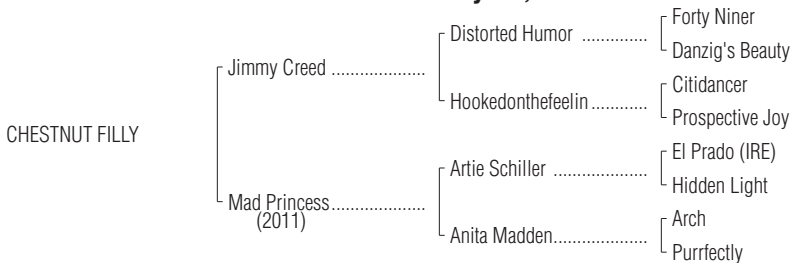 Forty Niner
Distorted Humor ..............
Danzig's Beauty
Jimmy Creed .....................
Citidancer
Hookedonthefeelin ............
Prospective Joy
CHESTNUT FILLY
El Prado (IRE)
Artie Schiller ....................
Hidden Light
Mad Princess .....................
(2011)
Arch
Anita Madden ....................
Purrfectly